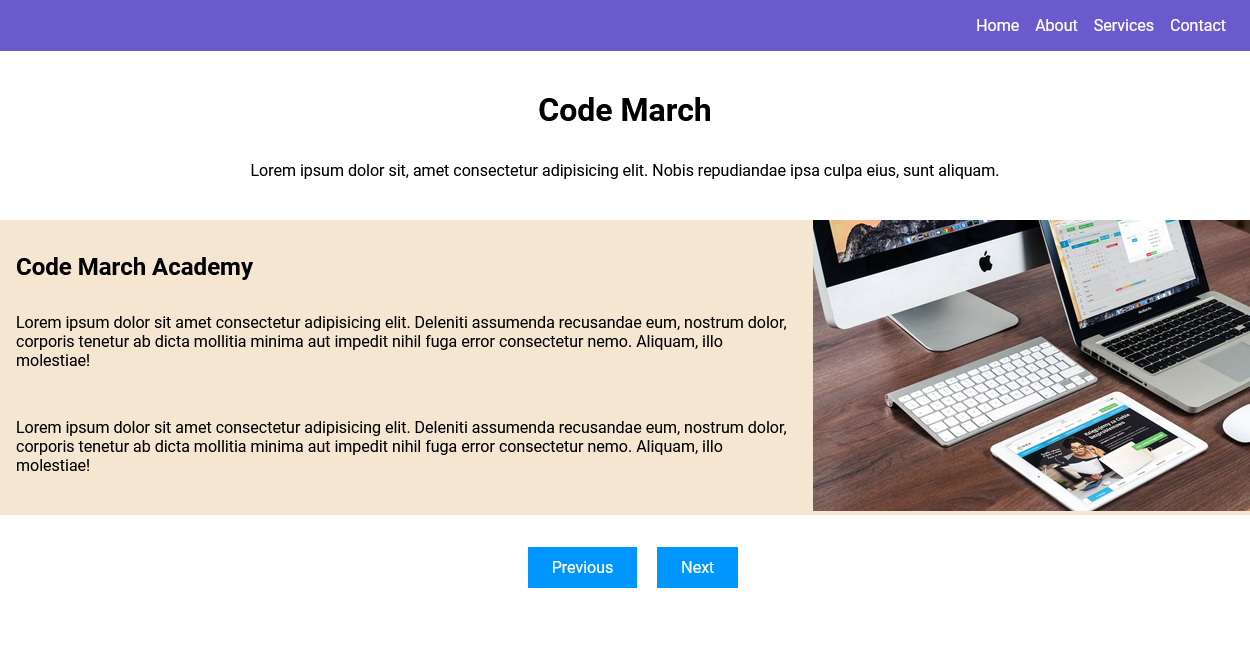 Home About Services Contact
Code March
Lorem ipsum dolor sit, amet consectetur adipisicing elit. Nobis repudiandae ipsa culpa eius, sunt aliquam.
Code March Academy
Lorem ipsum dolor sit amet consectetur adipisicing elit. Deleniti assumenda recusandae eum, nostrum dolor,
corporis tenetur ab dicta mollitia minima aut impedit nihil fuga error consectetur nemo. Aliquam, illo
molestiae!
Lorem ipsum dolor sit amet consectetur adipisicing elit. Deleniti assumenda recusandae eum, nostrum dolor,
corporis tenetur ab dicta mollitia minima aut impedit nihil fuga error consectetur nemo. Aliquam, illo
molestiae!
Previous Next